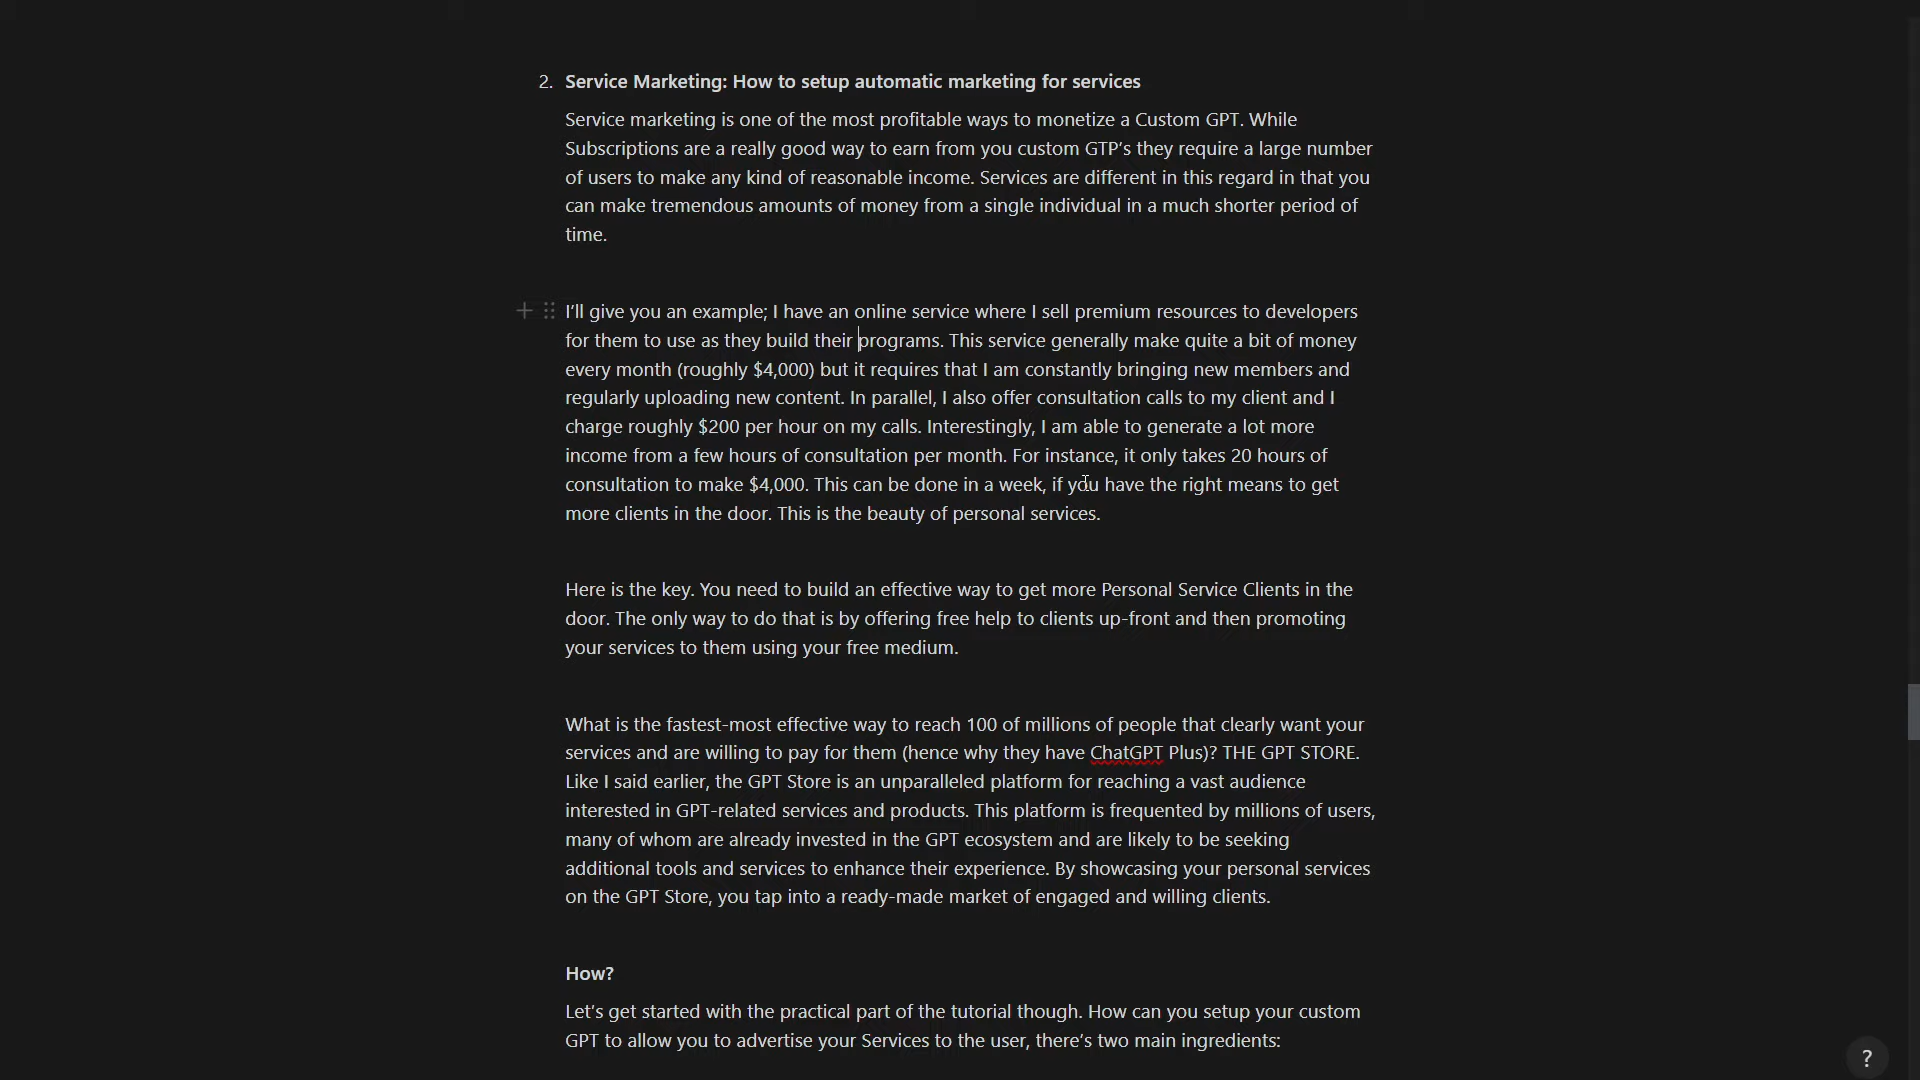 2. Service Marketing: How to setup automatic marketing for services
Service marketing is one of the most profitable ways to monetize a Custom GPT. While
Subscriptions are a really good way to earn from you custom GTP’s they require a large number
of users to make any kind of reasonable income. Services are different in this regard in that you
can make tremendous amounts of money from a single individual in a much shorter period of
time.
I’ll give you an example; I have an online service where I sell premium resources to developers
for them to use as they build their programs. This service generally make quite a bit of money
every month (roughly $4,000) but it requires that I am constantly bringing new members and
regularly uploading new content. In parallel, I also offer consultation calls to my client and I
charge roughly $200 per hour on my calls. Interestingly, I am able to generate a lot more
income from a few hours of consultation per month. For instance, it only takes 20 hours of
consultation to make $4,000. This can be done in a week, if you have the right means to get
more clients in the door. This is the beauty of personal services.
Here is the key. You need to build an effective way to get more Personal Service Clients in the
door. The only way to do that is by offering free help to clients up-front and then promoting
your services to them using your free medium.
What is the fastest-most effective way to reach 100 of millions of people that clearly want your
services and are willing to pay for them (hence why they have ChatGPT Plus)? THE GPT STORE.
Like I said earlier, the GPT Store is an unparalleled platform for reaching a vast audience
interested in GPT-related services and products. This platform is frequented by millions of users,
many of whom are already invested in the GPT ecosystem and are likely to be seeking
additional tools and services to enhance their experience. By showcasing your personal services
on the GPT Store, you tap into a ready-made market of engaged and willing clients.
How?
Let’s get started with the practical part of the tutorial though. How can you setup your custom
GPT to allow you to advertise your Services to the user, there’s two main ingredients:
?